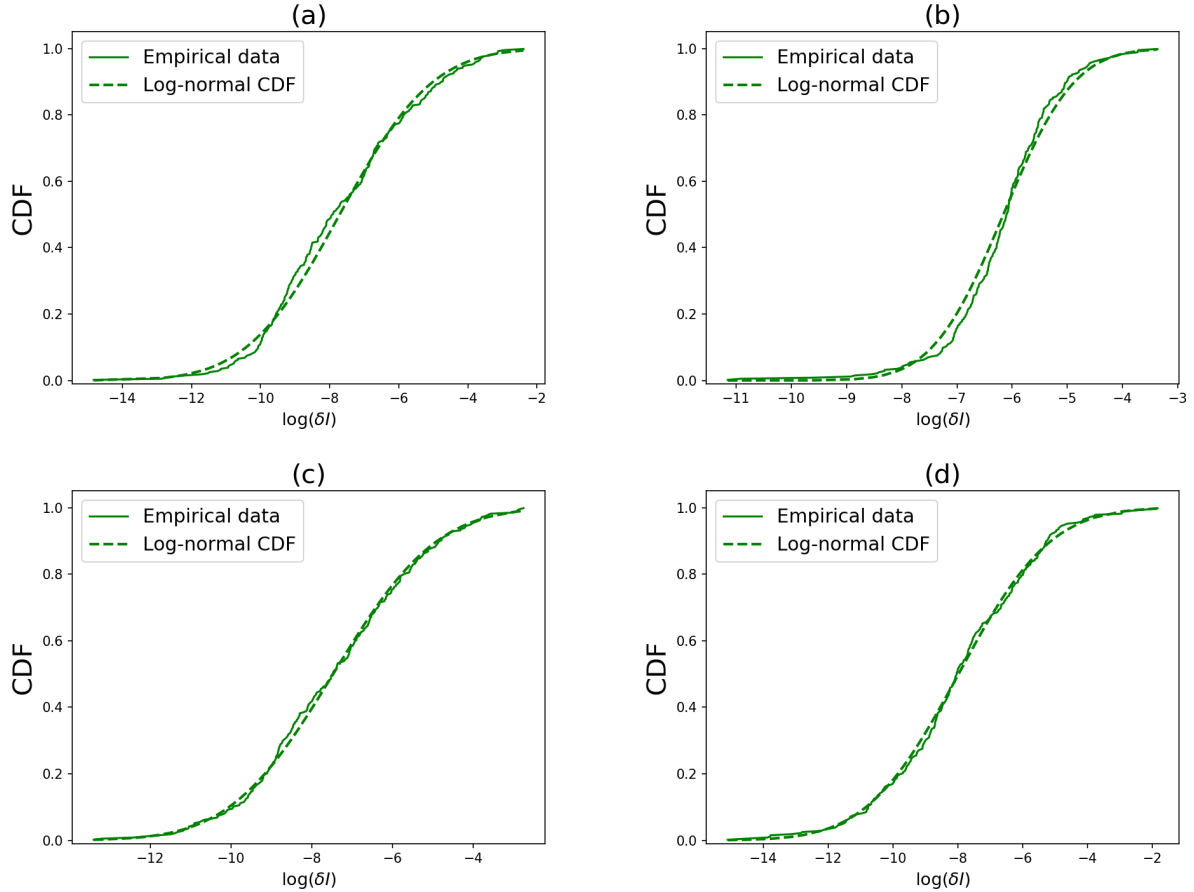 (a)
Empirical data
Log-normal CDF
1.0
0.8
0.6
0.4
0.2
0.0
CDF
−14 −12 −10 −8 −6 −4 −2
log(δI)
(b)
Empirical data
Log-normal CDF
1.0
0.8
0.6
0.4
0.2
0.0
CDF
−11 −10 −9 −8 −7 −6 −5 −4 −3
log(δI)
(c)
Empirical data
Log-normal CDF
1.0
0.8
0.6
0.4
0.2
0.0
CDF
−12 −10 −8 −6 −4
log(δI)
(d)
Empirical data
Log-normal CDF
1.0
0.8
0.6
0.4
0.2
0.0
CDF
−14 −12 −10 −8 −6 −4 −2
log(δI)